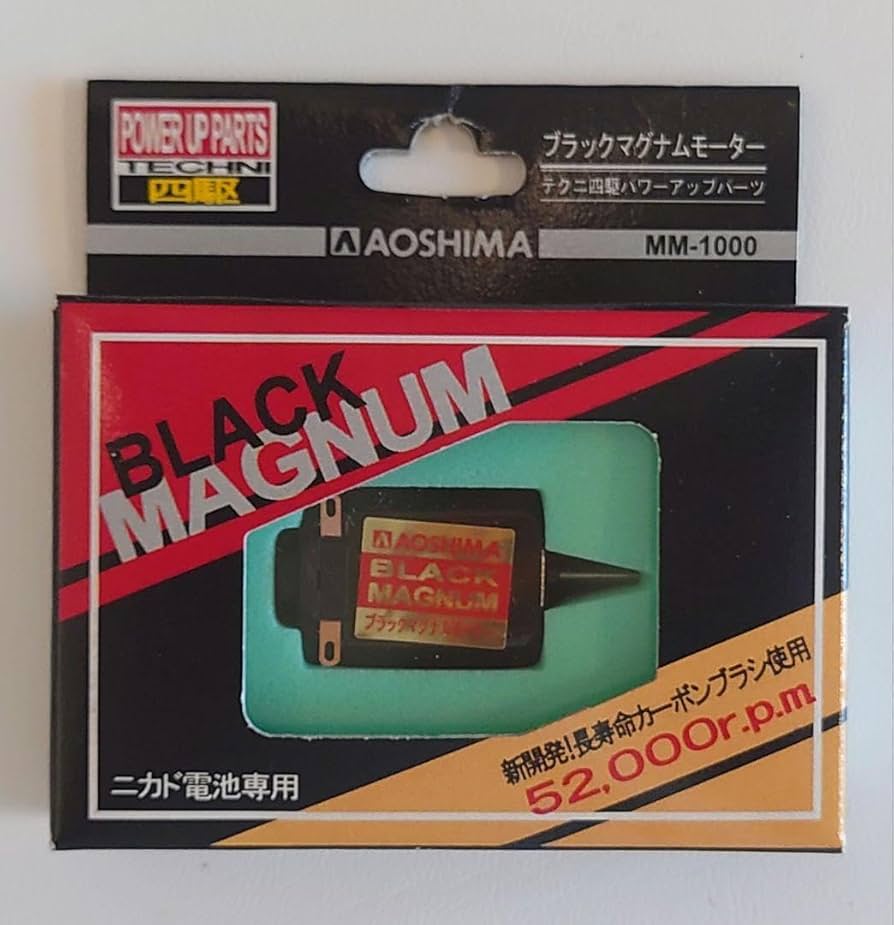 POWER UP PARTS
TECHNI
四駆
ブラックマグナムモーター
テクニ四駆パワーアップパーツ
AOSHIMA
MM-1000
BLACK
MAGNUM
AOSHIMA
BLACK
MAGNUM
新開発!長寿命カーボンブラシ使用
52,000r.p.m
ニカド電池専用